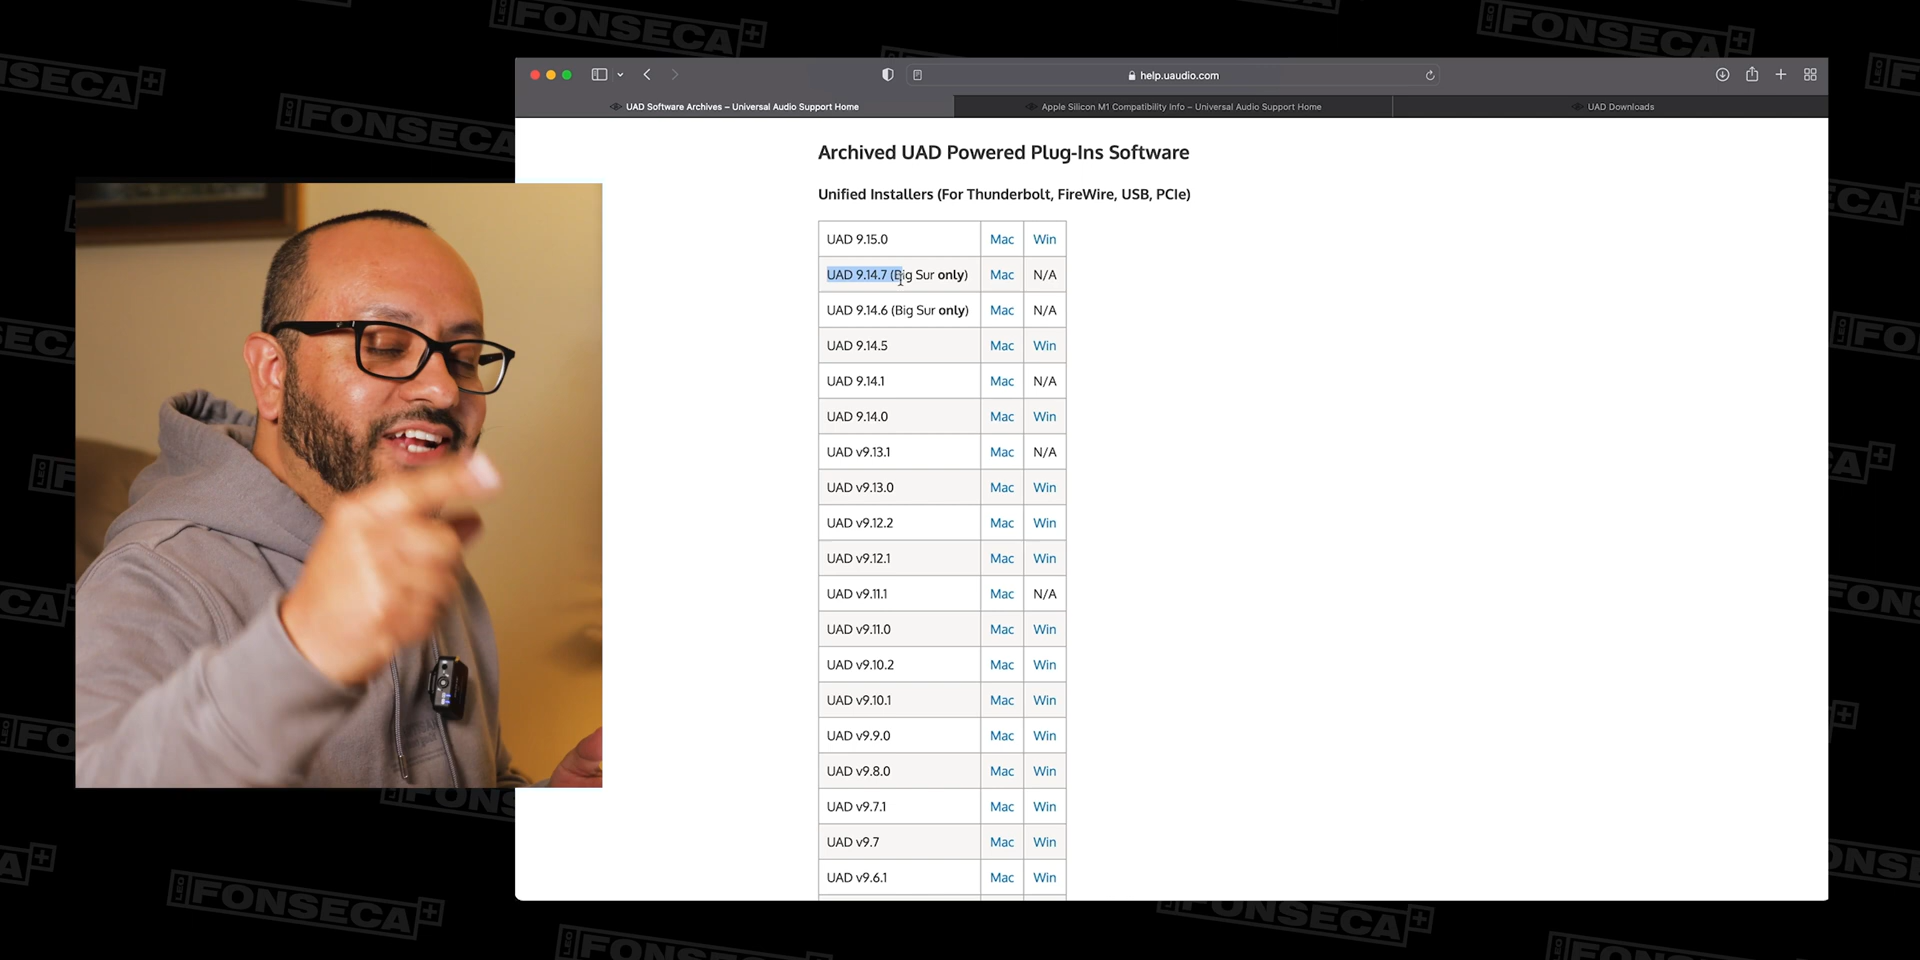 LEO FONSECA+
help.uaudio.com
UAD Software Archives – Universal Audio Support Home
Apple Silicon M1 Compatibility Info – Universal Audio Support Home
UAD Downloads
Archived UAD Powered Plug-Ins Software
Unified Installers (For Thunderbolt, FireWire, USB, PCIe)
UAD 9.15.0 Mac Win
UAD 9.14.7 (Big Sur only) Mac N/A
UAD 9.14.6 (Big Sur only) Mac N/A
UAD 9.14.5 Mac Win
UAD 9.14.1 Mac N/A
UAD 9.14.0 Mac Win
UAD v9.13.1 Mac N/A
UAD v9.13.0 Mac Win
UAD v9.12.2 Mac Win
UAD v9.12.1 Mac Win
UAD v9.11.1 Mac N/A
UAD v9.11.0 Mac Win
UAD v9.10.2 Mac Win
UAD v9.10.1 Mac Win
UAD v9.9.0 Mac Win
UAD v9.8.0 Mac Win
UAD v9.7.1 Mac Win
UAD v9.7 Mac Win
UAD v9.6.1 Mac Win